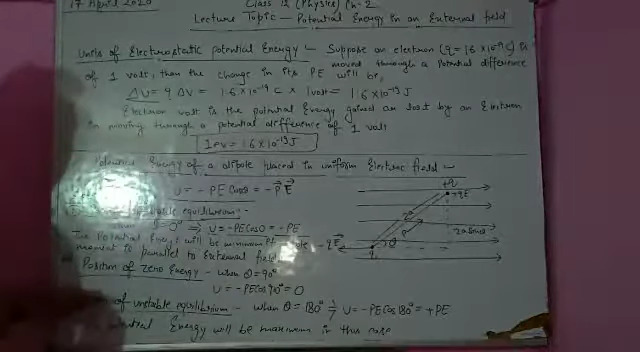 17 April 2020 Class 12 (Physics) Ch-2
Lecture Topic - Potential Energy in an External field
Units of Electrostatic potential Energy :- Suppose an electron (q = 1.6 × 10⁻¹⁹ C) is
moved through a Potential difference
of 1 volt, then the change in its PE will be,
ΔU = q ΔV = 1.6 × 10⁻¹⁹ C × 1 volt = 1.6 × 10⁻¹⁹ J
Electron volt is the potential Energy gained or lost by an Electron
in moving through a potential difference of 1 volt
1 eV = 1.6 × 10⁻¹⁹ J
Potential Energy of a dipole placed in uniform Electric field :-
U = - PE Cosθ = - P⃗ E⃗
+q
+qE
stable equilibrium :-
θ = 0° ⇒ U = - PE Cos0 = - PE
The Potential Energy will be minimum
moment is parallel to External field
-qE⃗
2a Sinθ
2a
P
θ
q
Position of zero Energy - when θ = 90°
U = - PE Cos 90° = 0
of unstable equilibrium - when θ = 180° ⇒ U = - PE Cos 180° = + PE
Energy will be maximum in this case